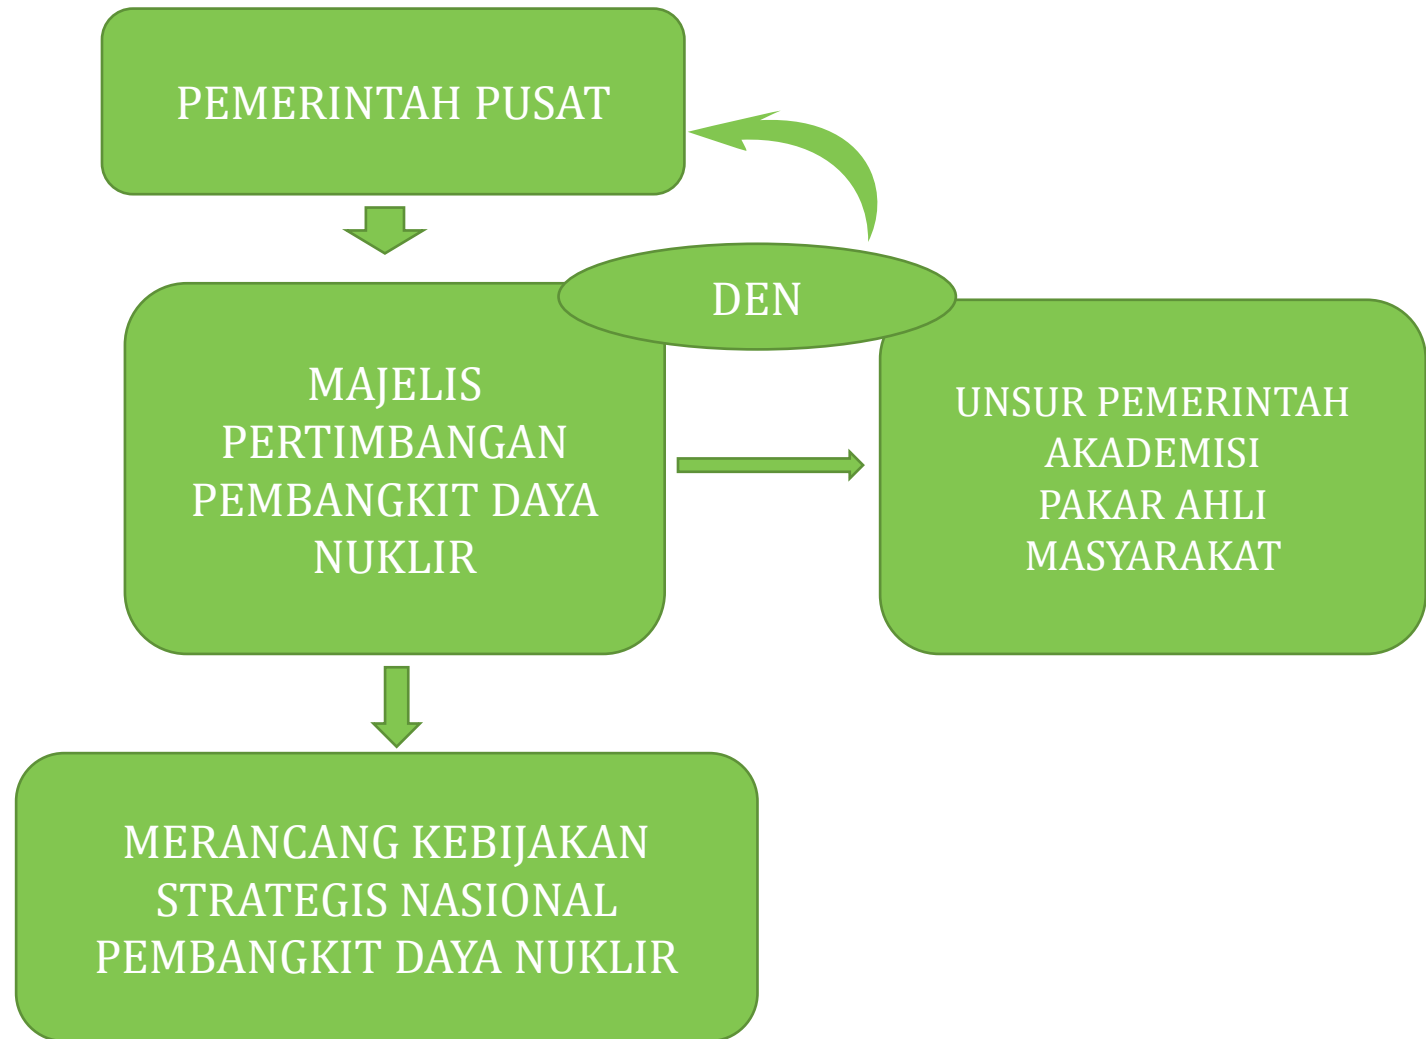 PEMERINTAH PUSAT
DEN
MAJELIS
PERTIMBANGAN
PEMBANGKIT DAYA
NUKLIR
UNSUR PEMERINTAH
AKADEMISI
PAKAR AHLI
MASYARAKAT
MERANCANG KEBIJAKAN
STRATEGIS NASIONAL
PEMBANGKIT DAYA NUKLIR